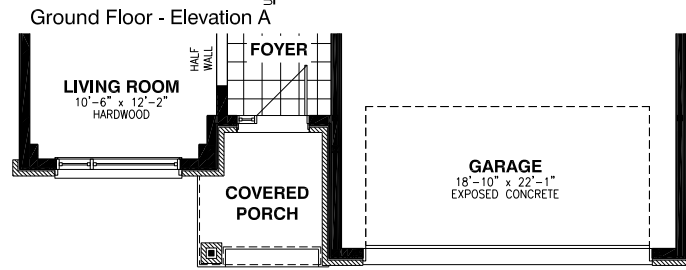 Ground Floor - Elevation A
FOYER
HALF
WALL
LIVING ROOM
10'-6" x 12'-2"
HARDWOOD
GARAGE
18'-10" x 22'-1"
EXPOSED CONCRETE
COVERED
PORCH